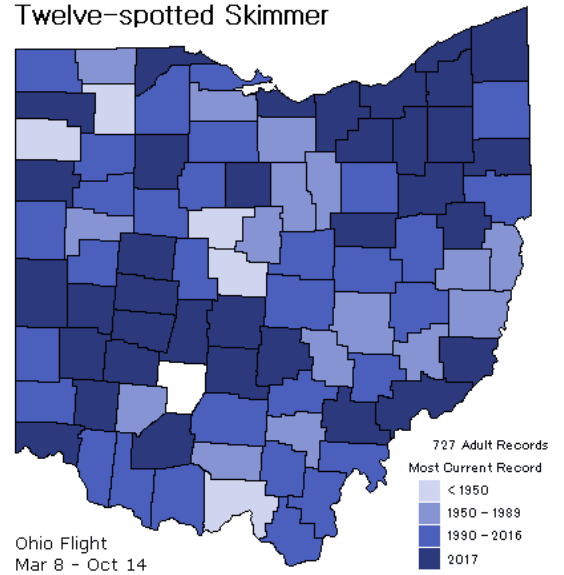 Twelve-spotted Skimmer
727 Adult Records
Most Current Record
< 1950
1950 - 1989
1990 - 2016
2017
Ohio Flight
Mar 8 - Oct 14